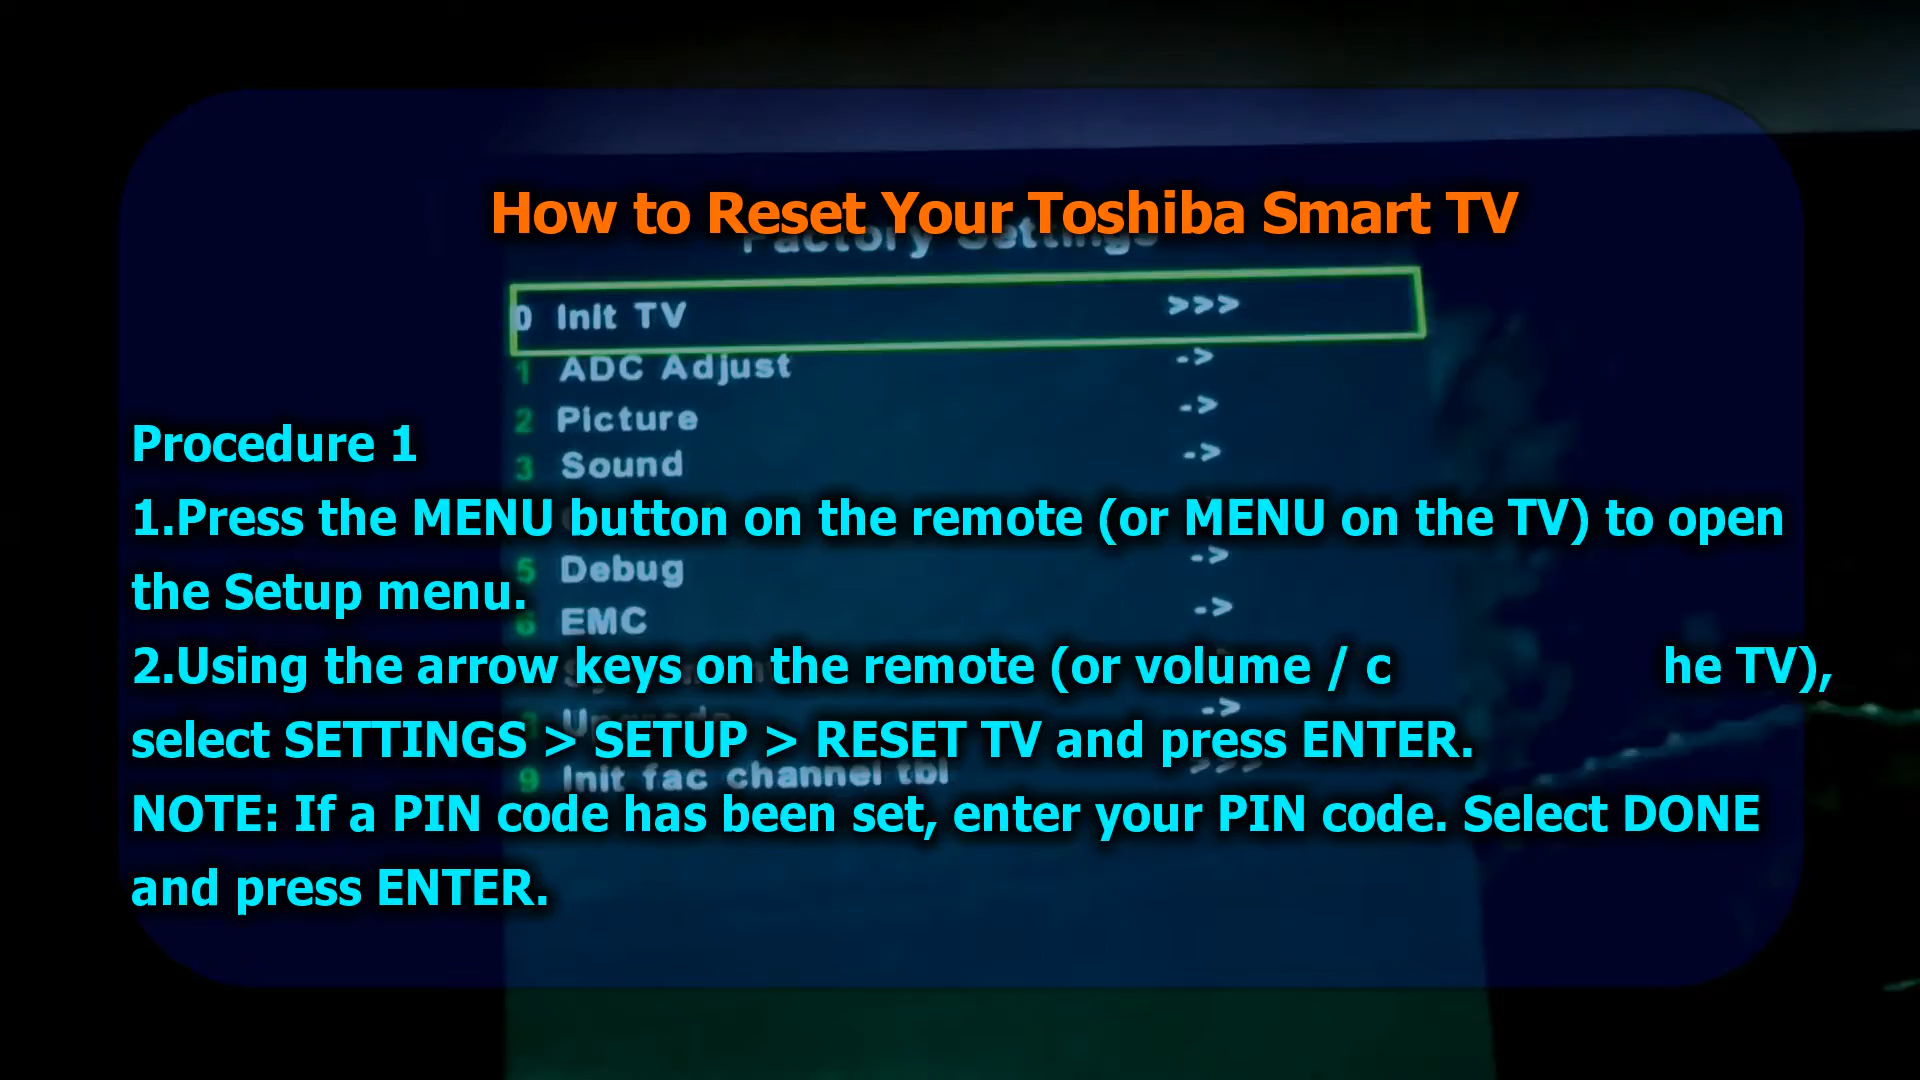 How to Reset Your Toshiba Smart TV
Factory Settings
0 Init TV >>>
1 ADC Adjust ->
2 Picture ->
3 Sound ->
Procedure 1
1.Press the MENU button on the remote (or MENU on the TV) to open
5 Debug ->
the Setup menu.
6 EMC ->
2.Using the arrow keys on the remote (or volume / c he TV),
->
select SETTINGS > SETUP > RESET TV and press ENTER.
9 Init fac channel tbl >>>
NOTE: If a PIN code has been set, enter your PIN code. Select DONE
and press ENTER.